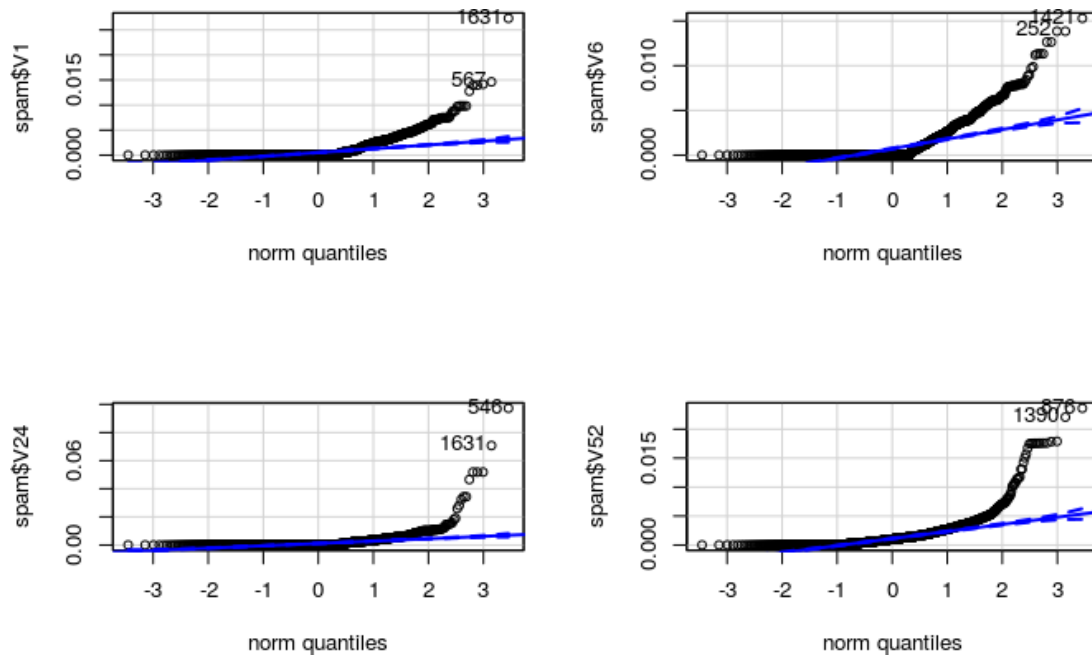 spam$V1
0.000 0.015
1631
567
-3 -2 -1 0 1 2 3
norm quantiles
spam$V6
0.000 0.010
1421
252
-3 -2 -1 0 1 2 3
norm quantiles
spam$V24
0.00 0.06
546
1631
-3 -2 -1 0 1 2 3
norm quantiles
spam$V52
0.000 0.015
876
1390
-3 -2 -1 0 1 2 3
norm quantiles